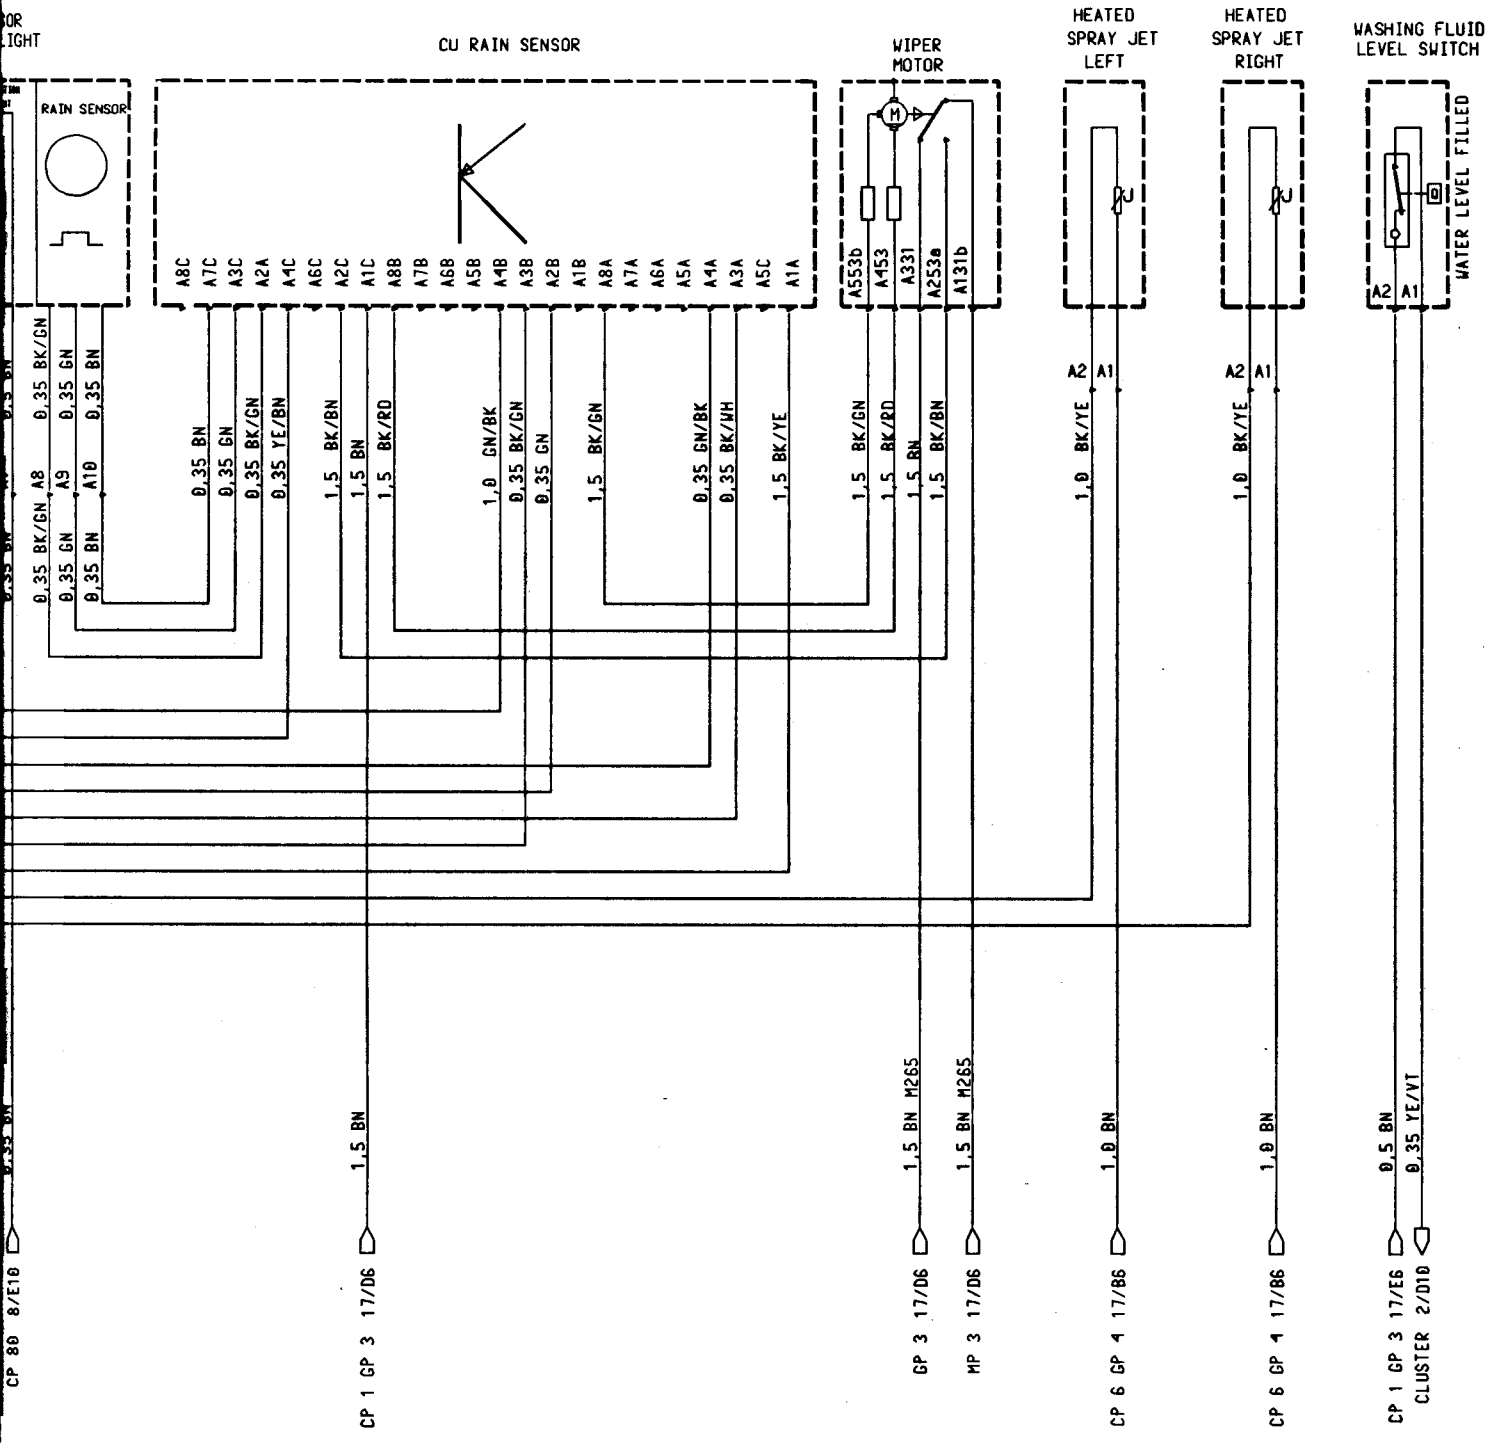 SOR
LIGHT
CU RAIN SENSOR
WIPER
MOTOR
HEATED
SPRAY JET
LEFT
HEATED
SPRAY JET
RIGHT
WASHING FLUID
LEVEL SWITCH
RAIN SENSOR
WATER LEVEL FILLED
M
A8C
A7C
A3C
A2A
A4C
A6C
A2C
A1C
A8B
A7B
A6B
A5B
A4B
A3B
A2B
A1B
A8A
A7A
A6A
A5A
A4A
A3A
A5C
A1A
A553b
A453
A331
A253a
A131b
A2 A1
A2 A1
A2 A1
0,5 BN
0,35 BK/GN
0,35 GN
0,35 BN
A8
A9
A10
0,35 BN
0,35 BK/GN
0,35 GN
0,35 BN
0,35 BN
0,35 GN
0,35 BK/GN
0,35 YE/BN
1,5 BK/BN
1,5 BN
1,5 BK/RD
1,0 GN/BK
0,35 BK/GN
0,35 GN
1,5 BK/GN
0,35 GN/BK
0,35 BK/WH
1,5 BK/YE
1,5 BK/GN
1,5 BK/RD
1,5 BN
1,5 BK/BN
1,0 BK/YE
1,0 BK/YE
0,35 BN
1,5 BN
1,5 BN M265
1,5 BN M265
1,0 BN
1,0 BN
0,5 BN
0,35 YE/VT
CP 80 8/E10
CP 1 GP 3 17/D6
GP 3 17/D6
MP 3 17/D6
CP 6 GP 4 17/B6
CP 6 GP 4 17/B6
CP 1 GP 3 17/E6
CLUSTER 2/D10